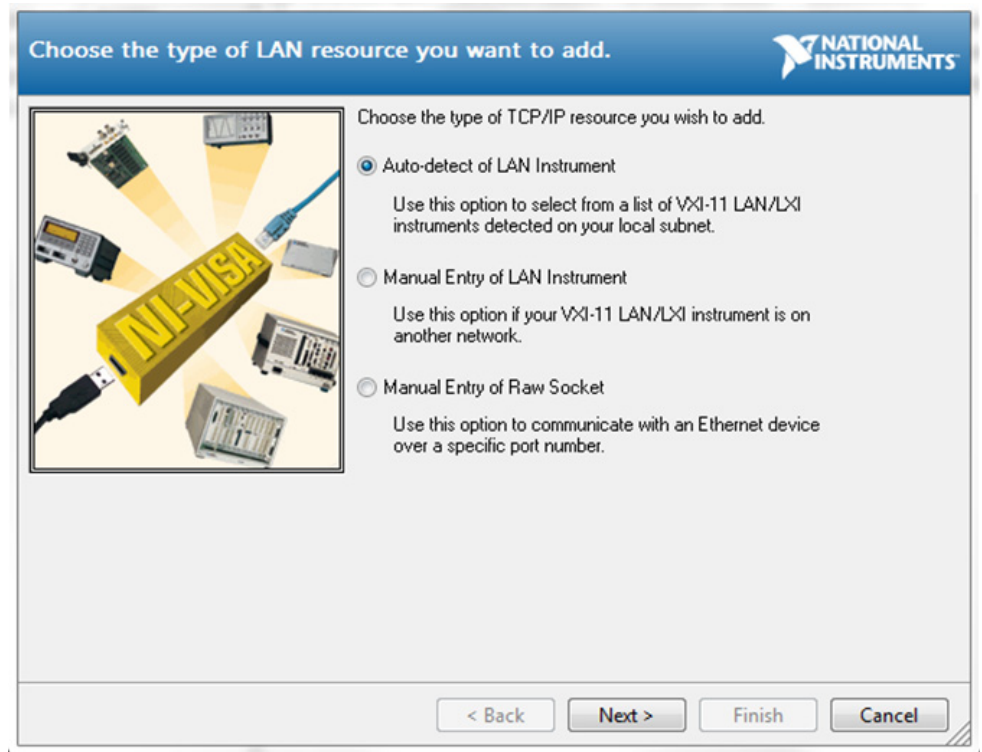 Choose the type of LAN resource you want to add.
NATIONAL
INSTRUMENTS
Choose the type of TCP/IP resource you wish to add.
Auto-detect of LAN Instrument
Use this option to select from a list of VXI-11 LAN/LXI
instruments detected on your local subnet.
Manual Entry of LAN Instrument
Use this option if your VXI-11 LAN/LXI instrument is on
another network.
Manual Entry of Raw Socket
Use this option to communicate with an Ethernet device
over a specific port number.
NI-VISA
< Back
Next >
Finish
Cancel